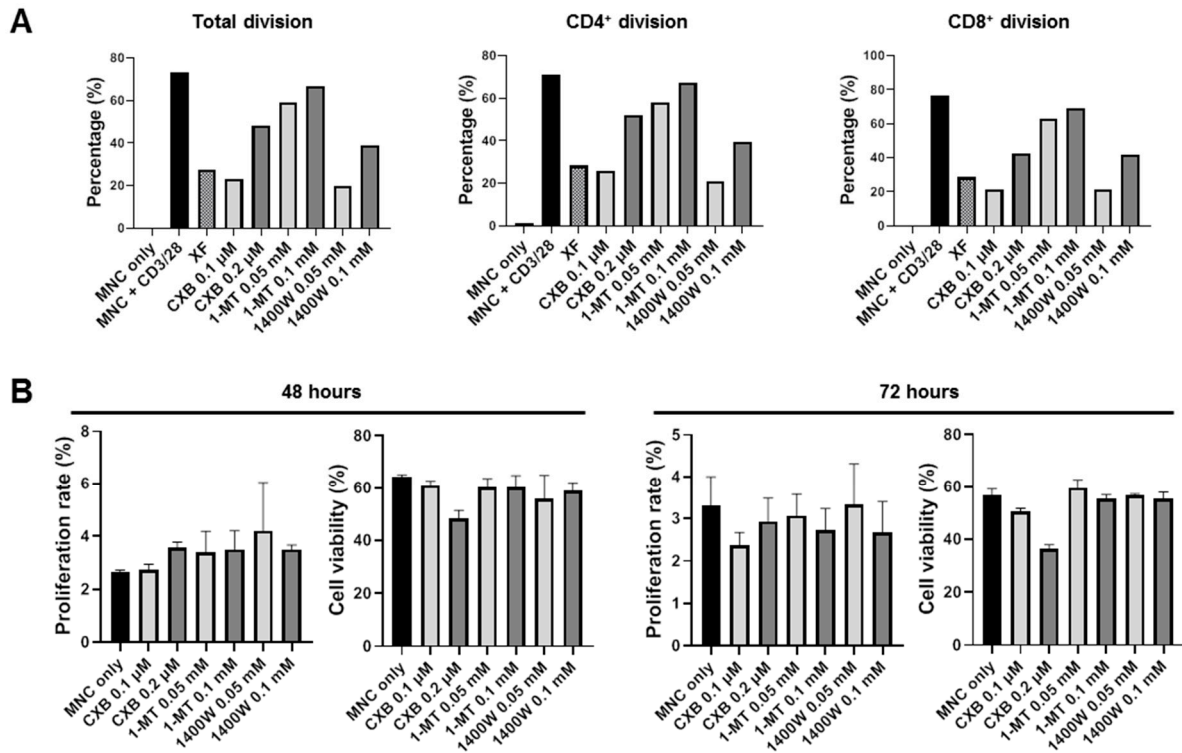 A
Total division
CD4⁺ division
CD8⁺ division
Percentage (%)
80
60
40
20
0
MNC only
MNC + CD3/28
XF
CXB 0.1 µM
CXB 0.2 µM
1-MT 0.05 mM
1-MT 0.1 mM
1400W 0.05 mM
1400W 0.1 mM
Percentage (%)
80
60
40
20
0
MNC only
MNC + CD3/28
XF
CXB 0.1 µM
CXB 0.2 µM
1-MT 0.05 mM
1-MT 0.1 mM
1400W 0.05 mM
1400W 0.1 mM
Percentage (%)
100
80
60
40
20
0
MNC only
MNC + CD3/28
XF
CXB 0.1 µM
CXB 0.2 µM
1-MT 0.05 mM
1-MT 0.1 mM
1400W 0.05 mM
1400W 0.1 mM
B
48 hours
72 hours
Proliferation rate (%)
8
6
4
2
0
MNC only
CXB 0.1 µM
CXB 0.2 µM
1-MT 0.05 mM
1-MT 0.1 mM
1400W 0.05 mM
1400W 0.1 mM
Cell viability (%)
80
60
40
20
0
MNC only
CXB 0.1 µM
CXB 0.2 µM
1-MT 0.05 mM
1-MT 0.1 mM
1400W 0.05 mM
1400W 0.1 mM
Proliferation rate (%)
5
4
3
2
1
0
MNC only
CXB 0.1 µM
CXB 0.2 µM
1-MT 0.05 mM
1-MT 0.1 mM
1400W 0.05 mM
1400W 0.1 mM
Cell viability (%)
80
60
40
20
0
MNC only
CXB 0.1 µM
CXB 0.2 µM
1-MT 0.05 mM
1-MT 0.1 mM
1400W 0.05 mM
1400W 0.1 mM